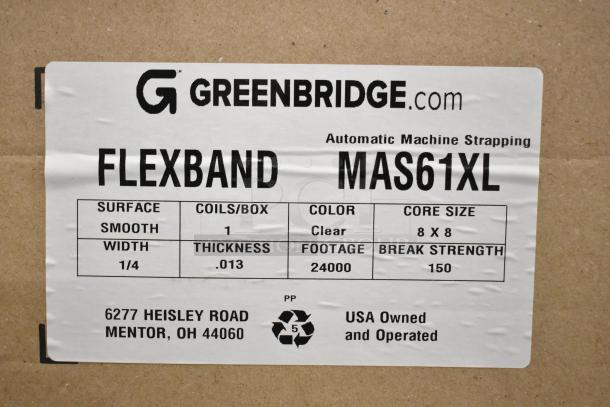 GREENBRIDGE.com
Automatic Machine Strapping
FLEXBAND MAS61XL
SURFACE COILS/BOX COLOR CORE SIZE
SMOOTH 1 Clear 8 X 8
WIDTH THICKNESS FOOTAGE BREAK STRENGTH
1/4 .013 24000 150
PP
5
6277 HEISLEY ROAD USA Owned
MENTOR, OH 44060 and Operated